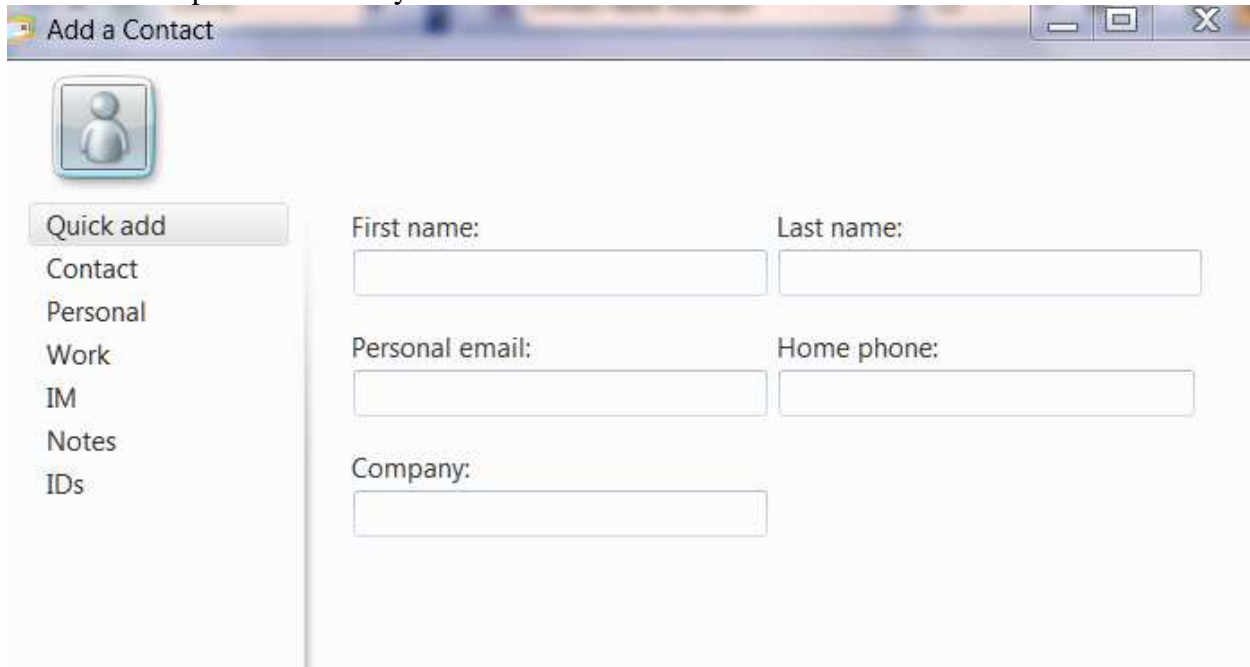 Add a Contact
Quick add
Contact
Personal
Work
IM
Notes
IDs
First name: Last name:
Personal email: Home phone:
Company: